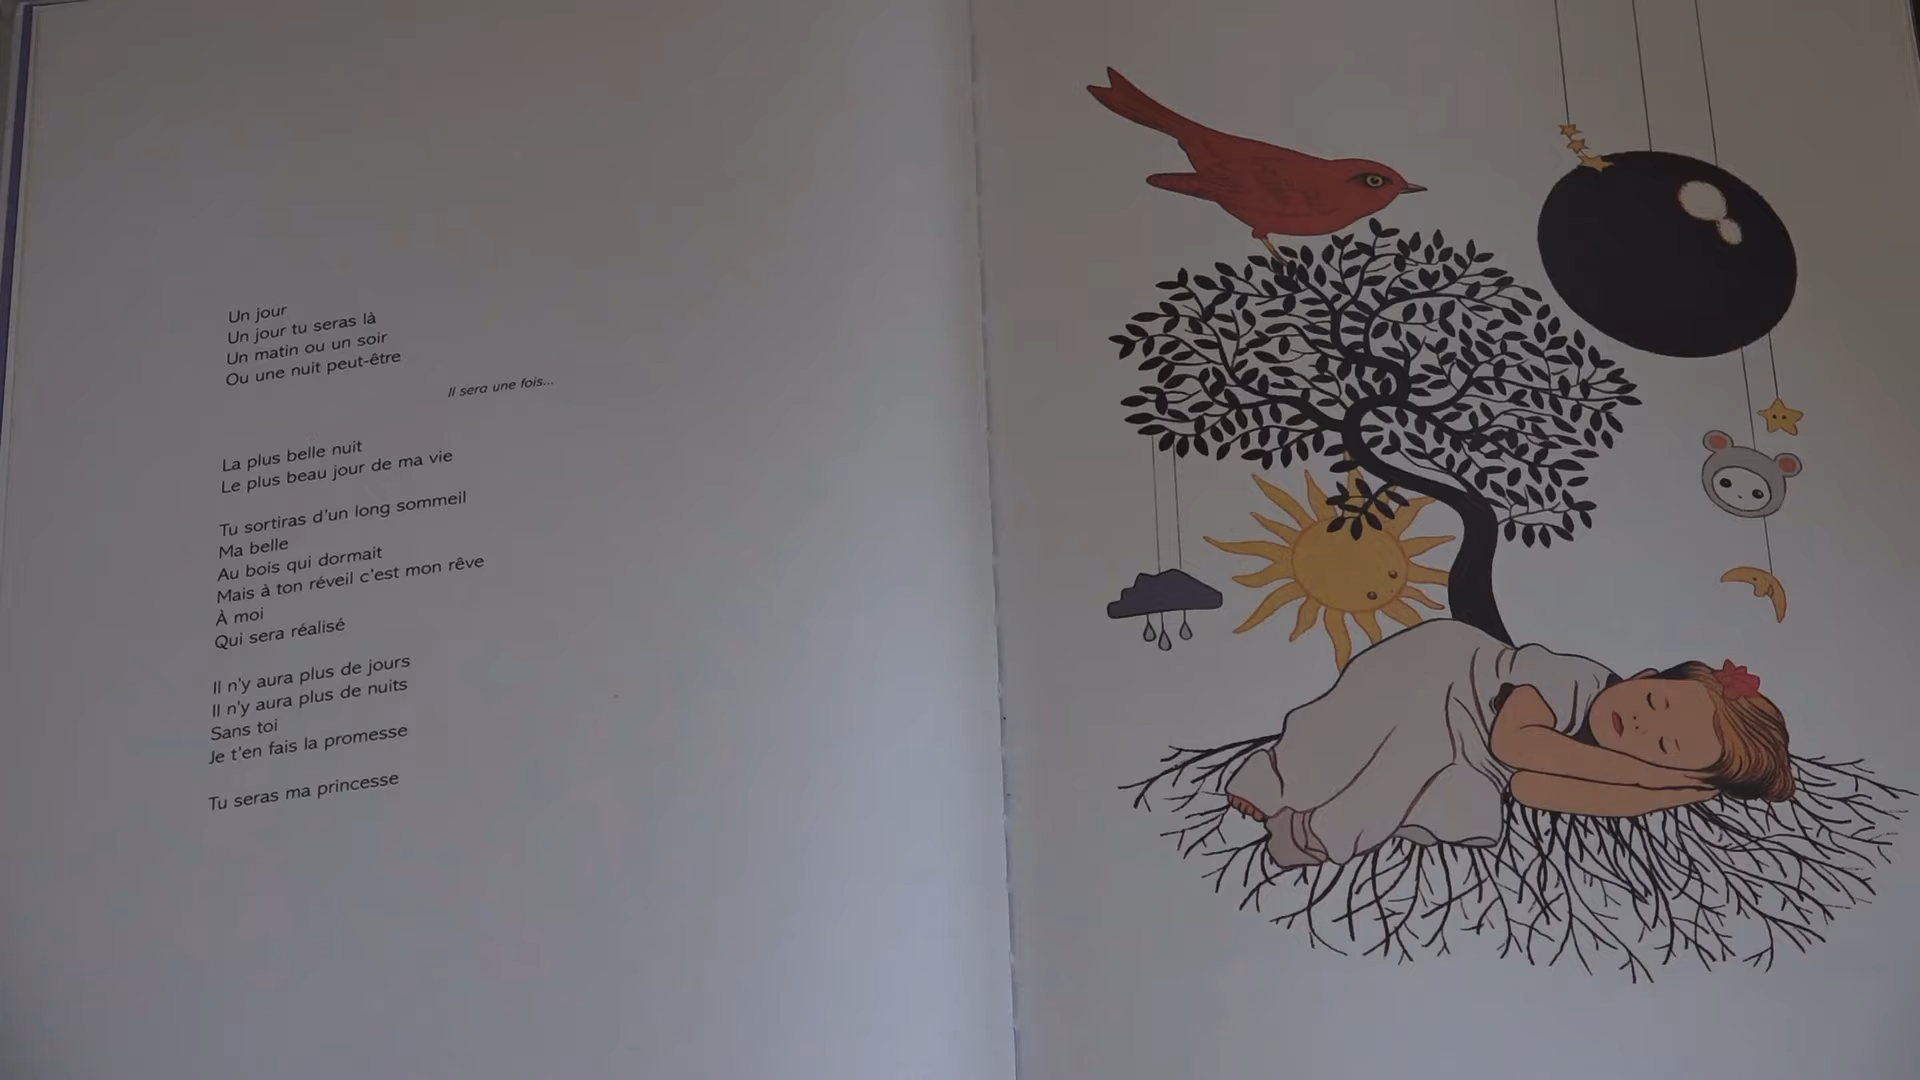 Un jour
Un jour tu seras là
Un matin ou un soir
Ou une nuit peut-être
Il sera une fois...
La plus belle nuit
Le plus beau jour de ma vie
Tu sortiras d'un long sommeil
Ma belle
Au bois qui dormait
Mais à ton réveil c'est mon rêve
À moi
Qui sera réalisé
Il n'y aura plus de jours
Il n'y aura plus de nuits
Sans toi
Je t'en fais la promesse
Tu seras ma princesse